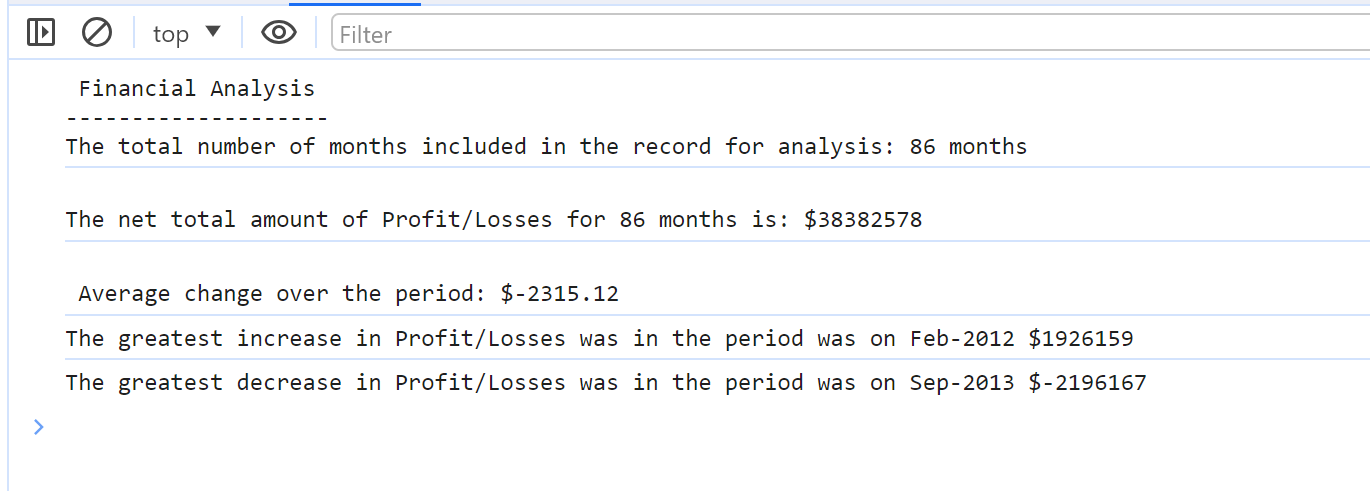 top
Filter
Financial Analysis
--------------------
The total number of months included in the record for analysis: 86 months
The net total amount of Profit/Losses for 86 months is: $38382578
Average change over the period: $-2315.12
The greatest increase in Profit/Losses was in the period was on Feb-2012 $1926159
The greatest decrease in Profit/Losses was in the period was on Sep-2013 $-2196167